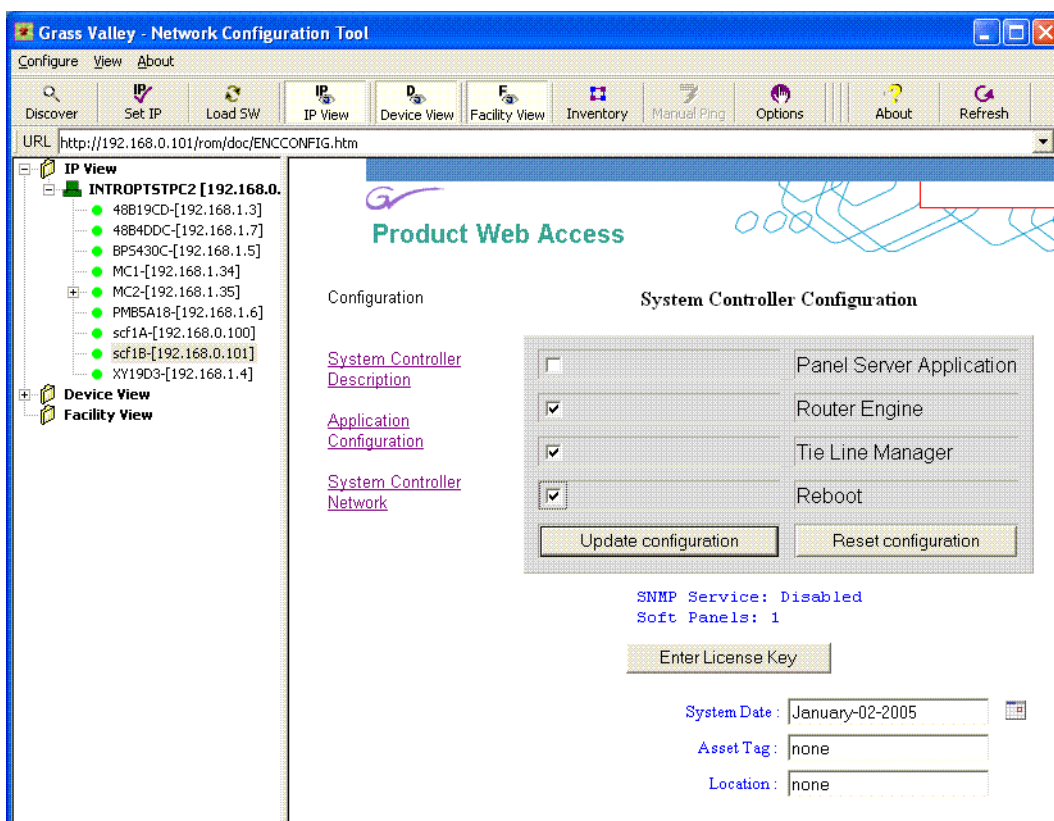 Grass Valley - Network Configuration Tool
Configure View About
Discover Set IP Load SW IP View Device View Facility View Inventory Manual Ping Options About Refresh
URL http://192.168.0.101/rom/doc/ENCCONFIG.htm
IP View
INTROPTSTPC2 [192.168.0.
48B19CD-[192.168.1.3]
48B4DDC-[192.168.1.7]
BPS430C-[192.168.1.5]
MC1-[192.168.1.34]
MC2-[192.168.1.35]
PMB5A18-[192.168.1.6]
scf1A-[192.168.0.100]
scf1B-[192.168.0.101]
XY19D3-[192.168.1.4]
Device View
Facility View
Product Web Access
Configuration
System Controller Description
Application Configuration
System Controller Network
System Controller Configuration
Panel Server Application
Router Engine
Tie Line Manager
Reboot
Update configuration Reset configuration
SNMP Service: Disabled
Soft Panels: 1
Enter License Key
System Date : January-02-2005
Asset Tag : none
Location : none